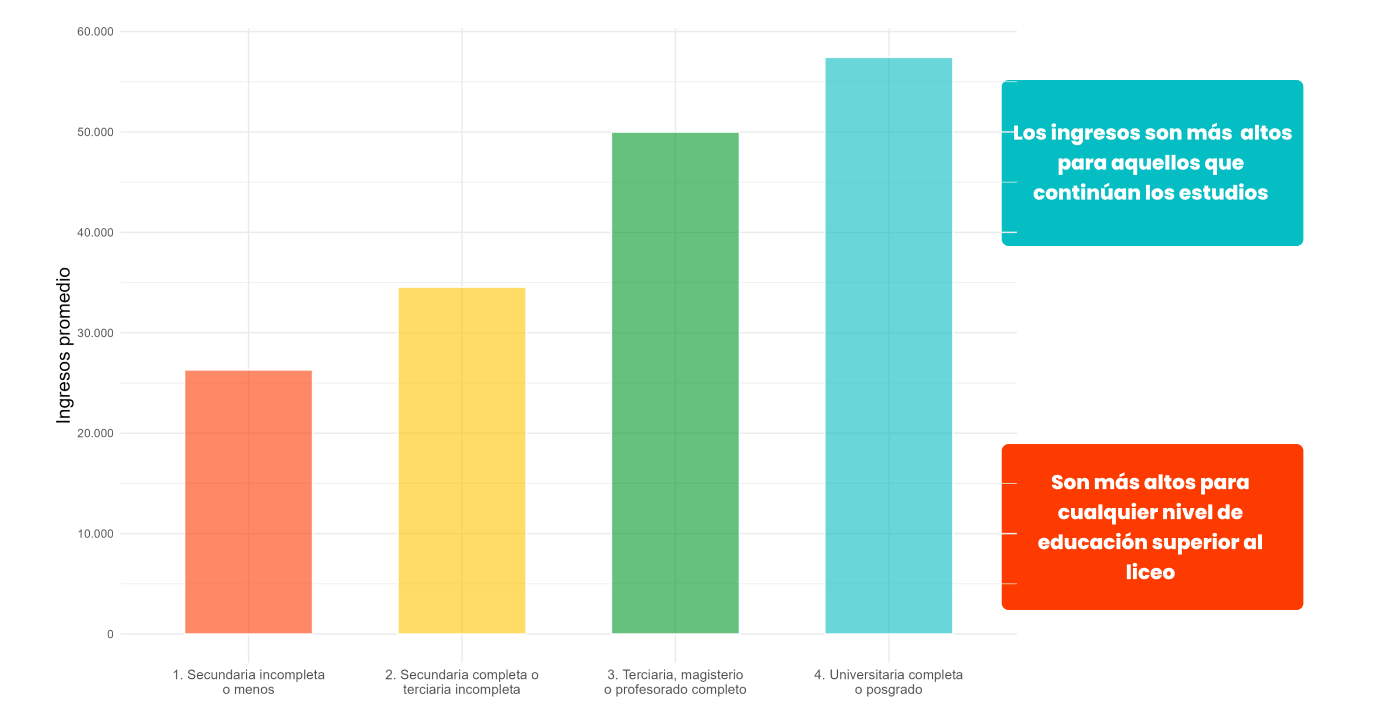 60.000
50.000
40.000
30.000
20.000
10.000
0
Ingresos promedio
1. Secundaria incompleta
o menos
2. Secundaria completa o
terciaria incompleta
3. Terciaria, magisterio
o profesorado completo
4. Universitaria completa
o posgrado
Los ingresos son más  altos
para aquellos que
continúan los estudios
Son más altos para
cualquier nivel de
educación superior al
liceo